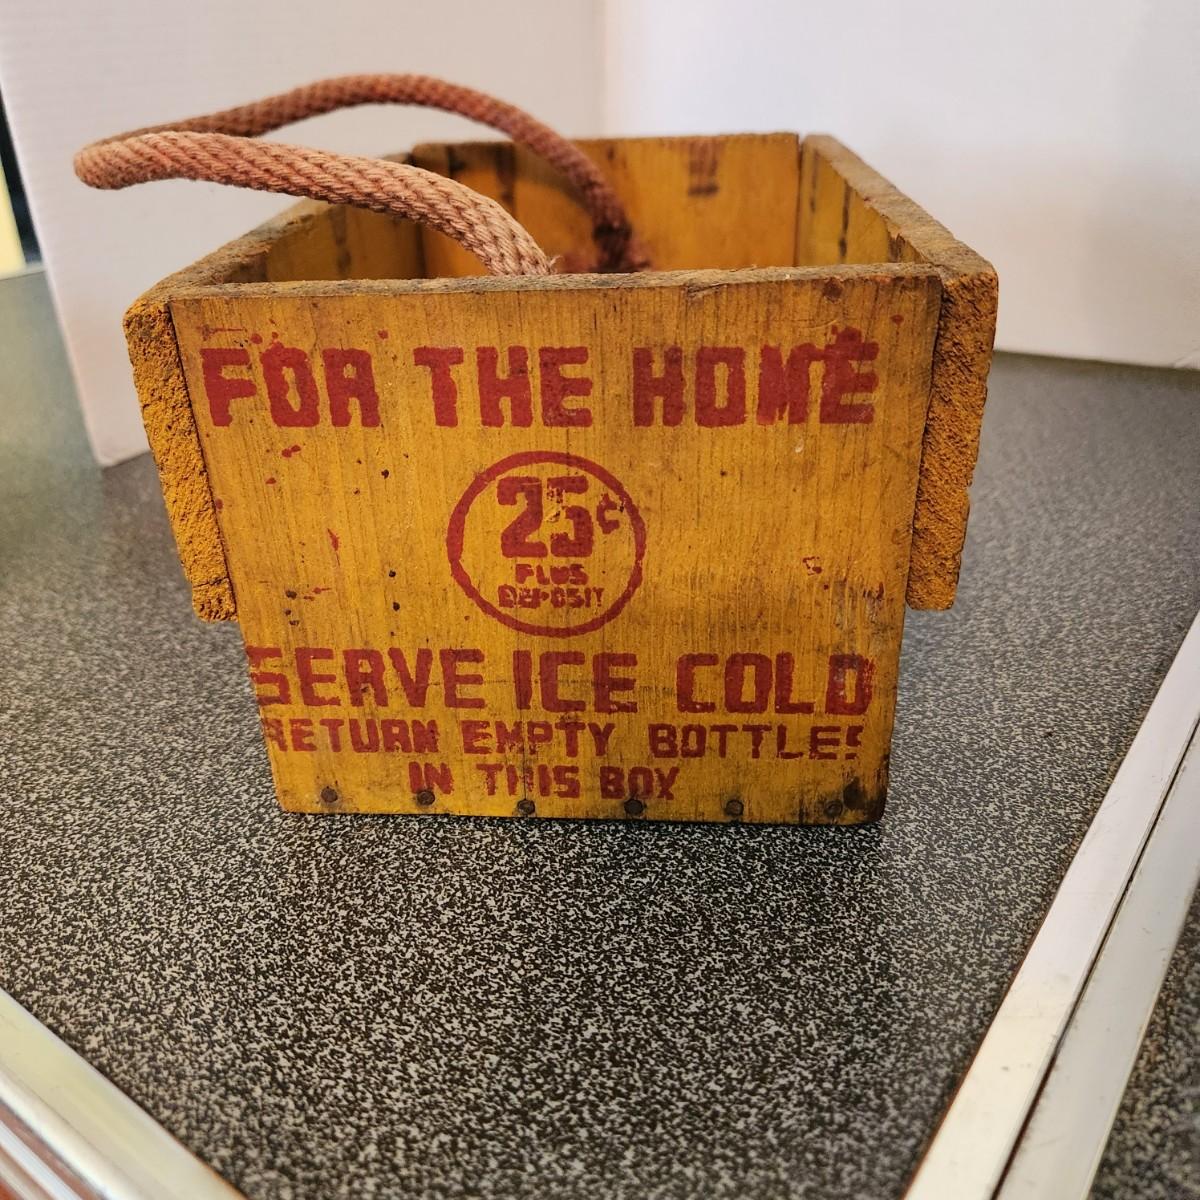 FOR THE HOME
25¢
PLUS
DEPOSIT
SERVE ICE COLD
RETURN EMPTY BOTTLES
IN THIS BOX